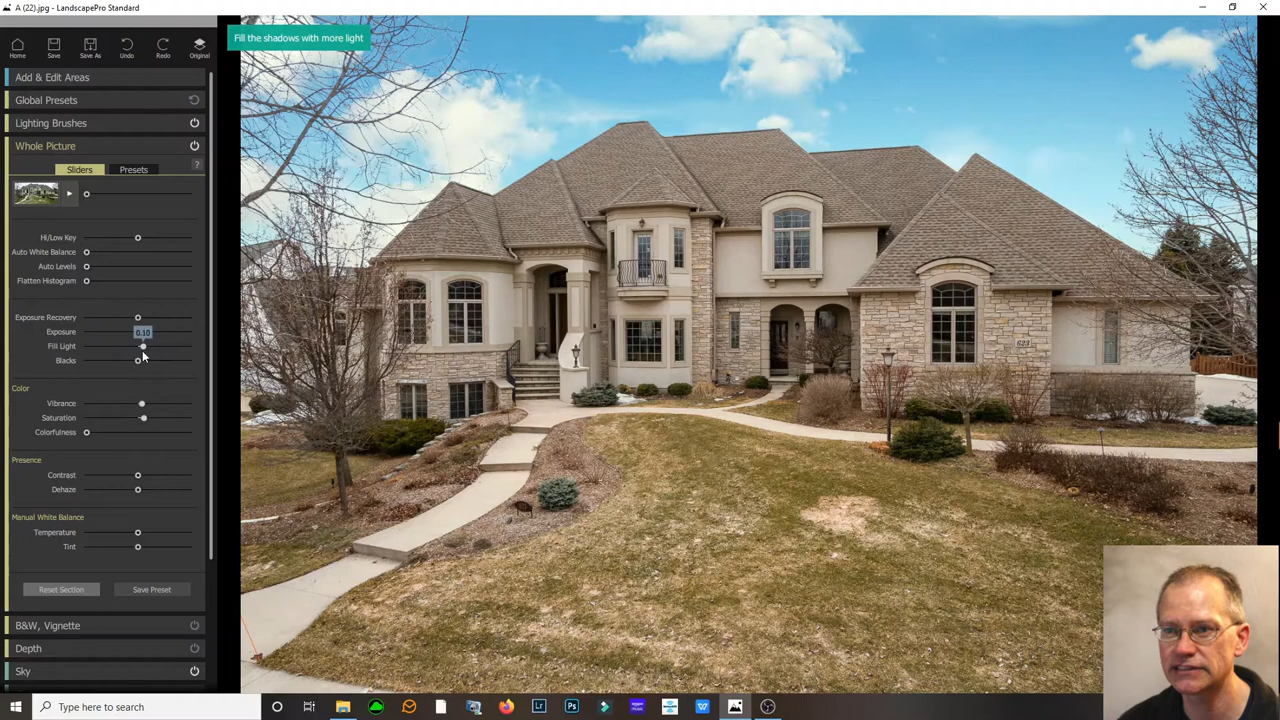 A (22).jpg - LandscapePro Standard
Fill the shadows with more light
Home Save Save As Undo Redo Original
Add & Edit Areas
Global Presets
Lighting Brushes
Whole Picture
Sliders Presets ?
Hi/Low Key
Auto White Balance
Auto Levels
Flatten Histogram
Exposure Recovery
Exposure 0.10
Fill Light
Blacks
Color
Vibrance
Saturation
Colorfulness
Presence
Contrast
Dehaze
Manual White Balance
Temperature
Tint
Reset Section Save Preset
B&W, Vignette
Depth
Sky
623
Type here to search